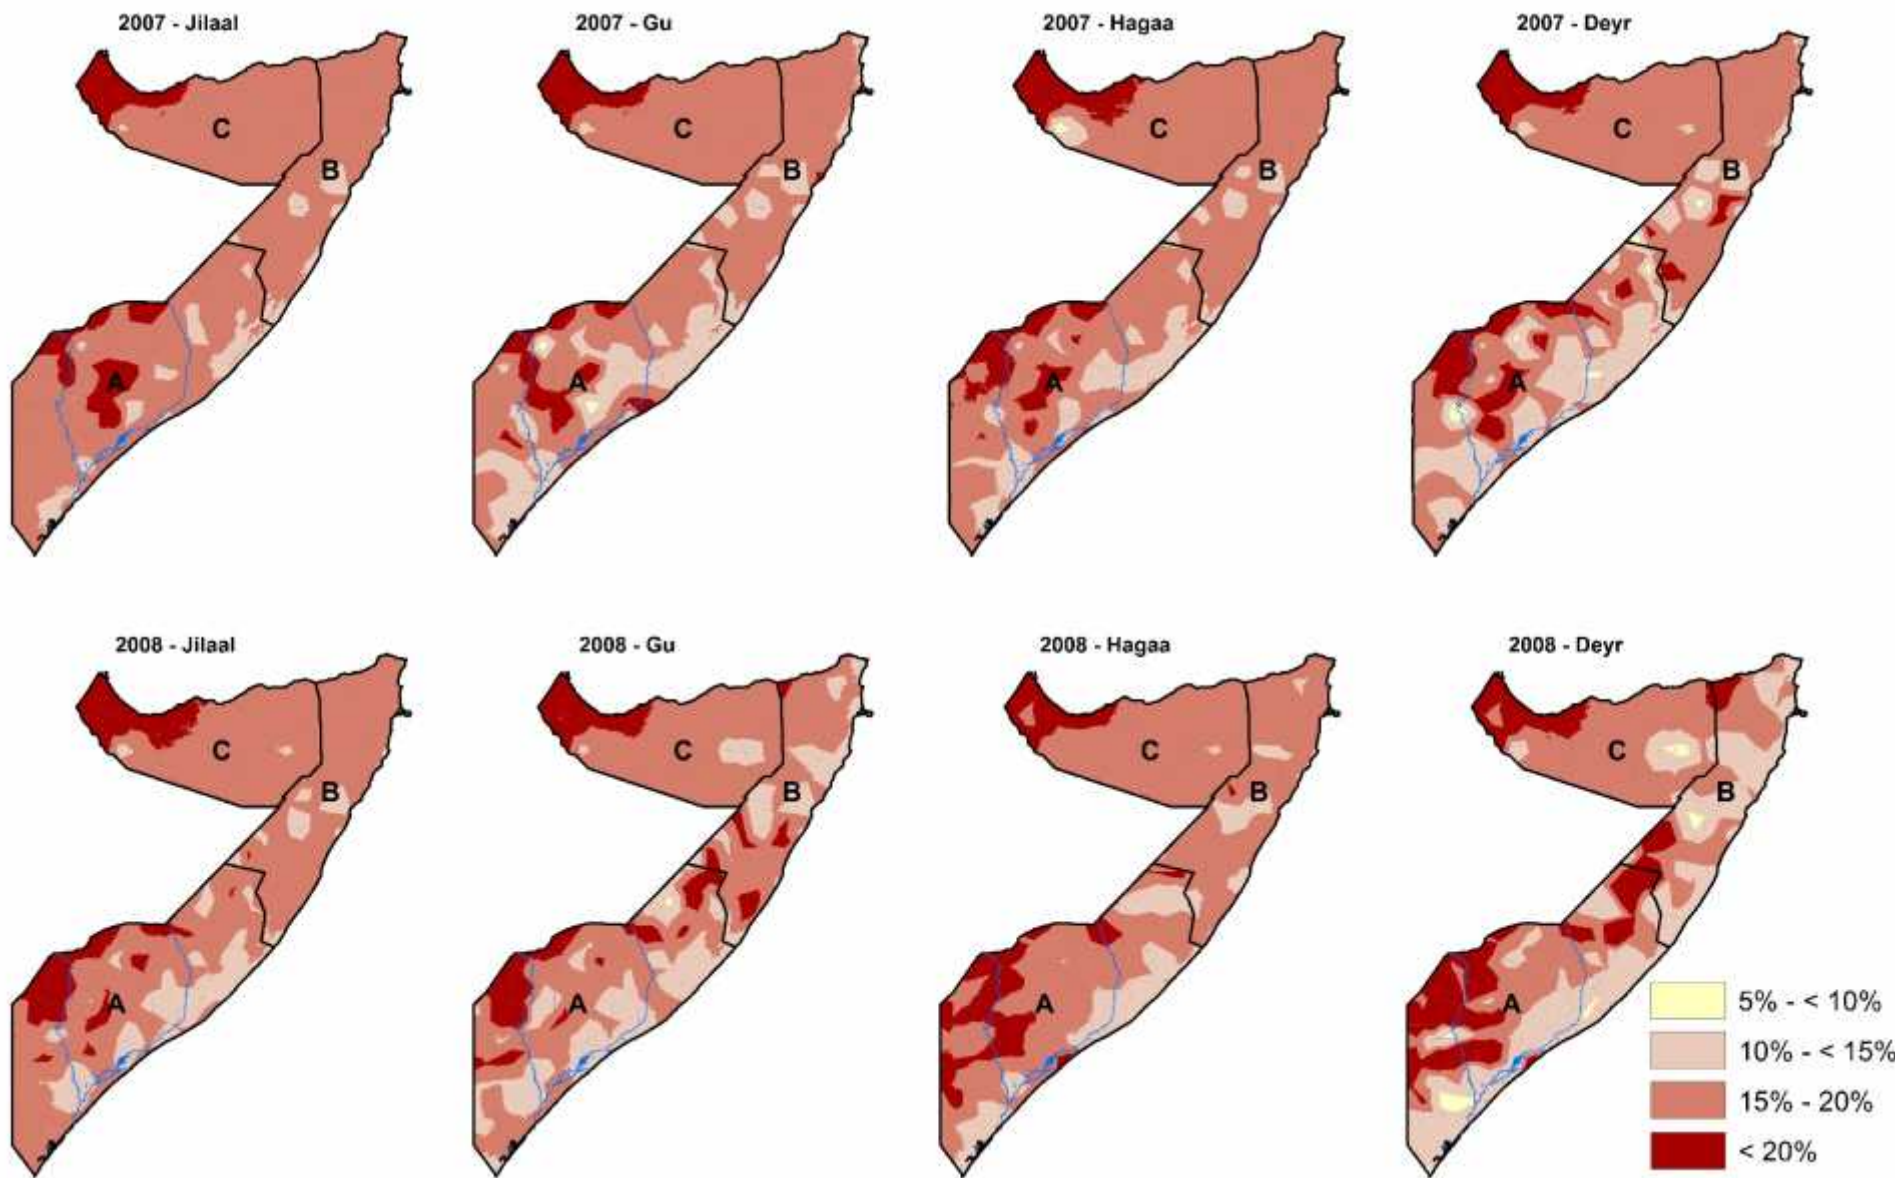 2007 - Jilaal
2007 - Gu
2007 - Hagaa
2007 - Deyr
C
B
A
C
B
A
C
B
A
C
B
A
2008 - Jilaal
2008 - Gu
2008 - Hagaa
2008 - Deyr
C
B
A
C
B
A
C
B
A
C
B
A
5% - < 10%
10% - < 15%
15% - 20%
< 20%